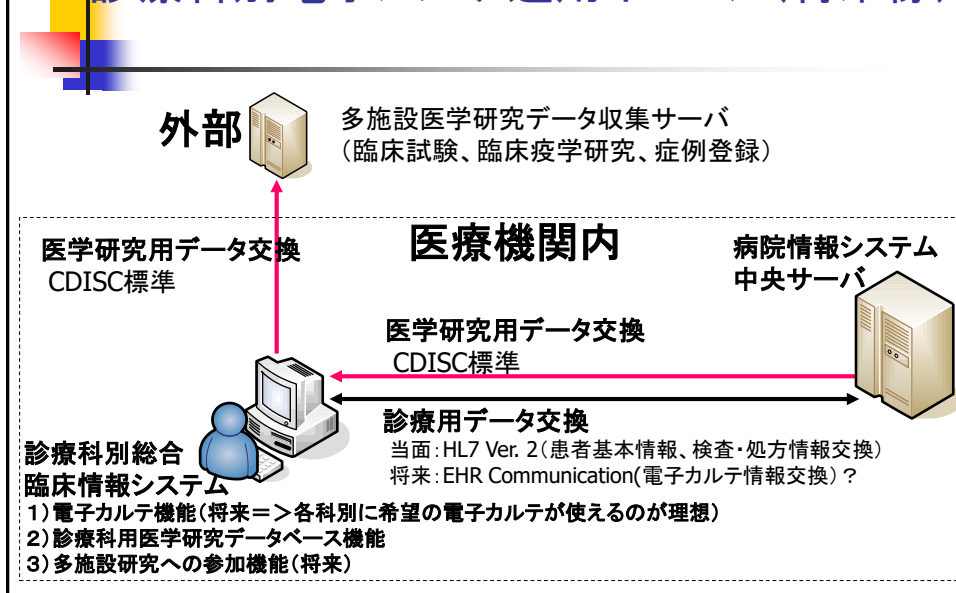 外部
多施設医学研究データ収集サーバ
（臨床試験、臨床疫学研究、症例登録）
医療機関内
医学研究用データ交換
CDISC標準
病院情報システム
中央サーバ
医学研究用データ交換
CDISC標準
診療用データ交換
当面：HL7 Ver. 2（患者基本情報、検査・処方情報交換）
将来：EHR Communication(電子カルテ情報交換）？
診療科別総合
臨床情報システム
１）電子カルテ機能（将来＝＞各科別に希望の電子カルテが使えるのが理想）
２）診療科用医学研究データベース機能
３）多施設研究への参加機能（将来）